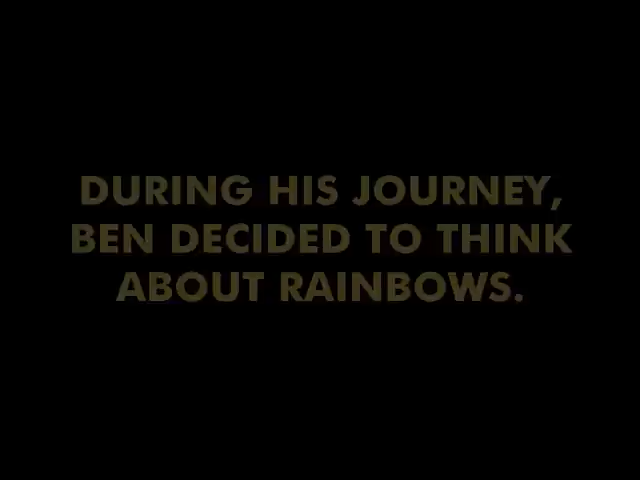 DURING HIS JOURNEY,
BEN DECIDED TO THINK
ABOUT RAINBOWS.